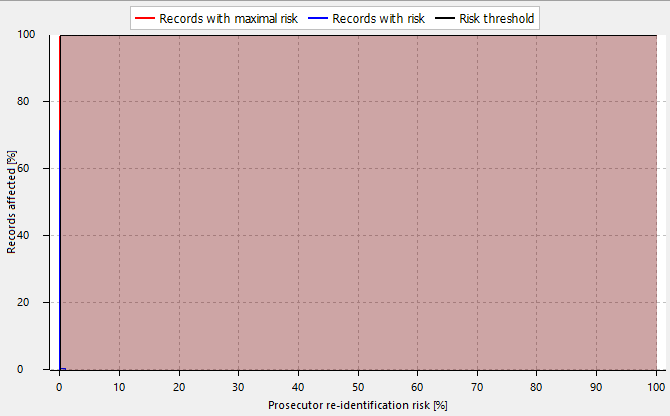 Records with maximal risk Records with risk Risk threshold
100
80
60
40
20
0
Records affected [%]
0 10 20 30 40 50 60 70 80 90 100
Prosecutor re-identification risk [%]